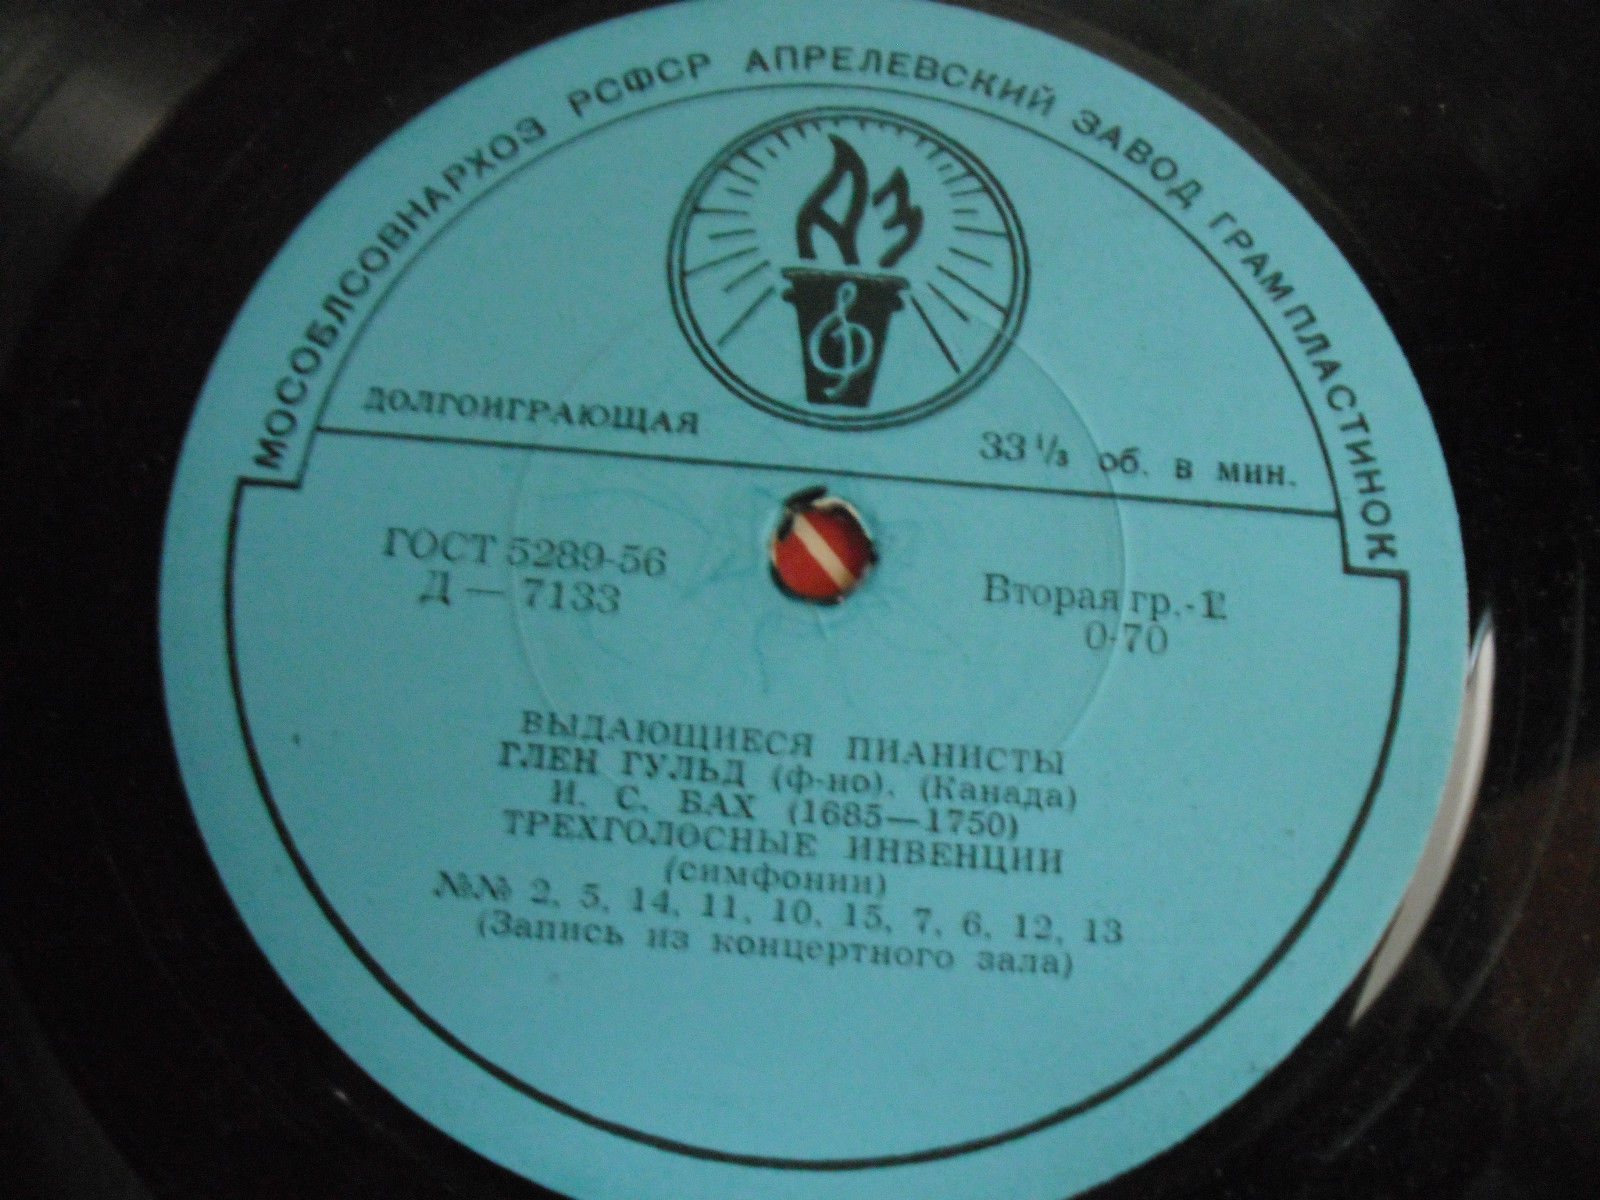 МОСОБЛСОВНАРХОЗ РСФСР АПРЕЛЕВСКИЙ ЗАВОД ГРАМПЛАСТИНОК
АЗ
ДОЛГОИГРАЮЩАЯ
33 1/3 об. в мин.
ГОСТ 5289-56
Д — 7133
Вторая гр.-
0-70
ВЫДАЮЩИЕСЯ ПИАНИСТЫ
ГЛЕН ГУЛЬД (ф-но), (Канада)
И. С. БАХ (1685—1750)
ТРЕХГОЛОСНЫЕ ИНВЕНЦИИ
(симфонии)
№№ 2, 5, 14, 11, 10, 15, 7, 6, 12, 13
(Запись из концертного зала)